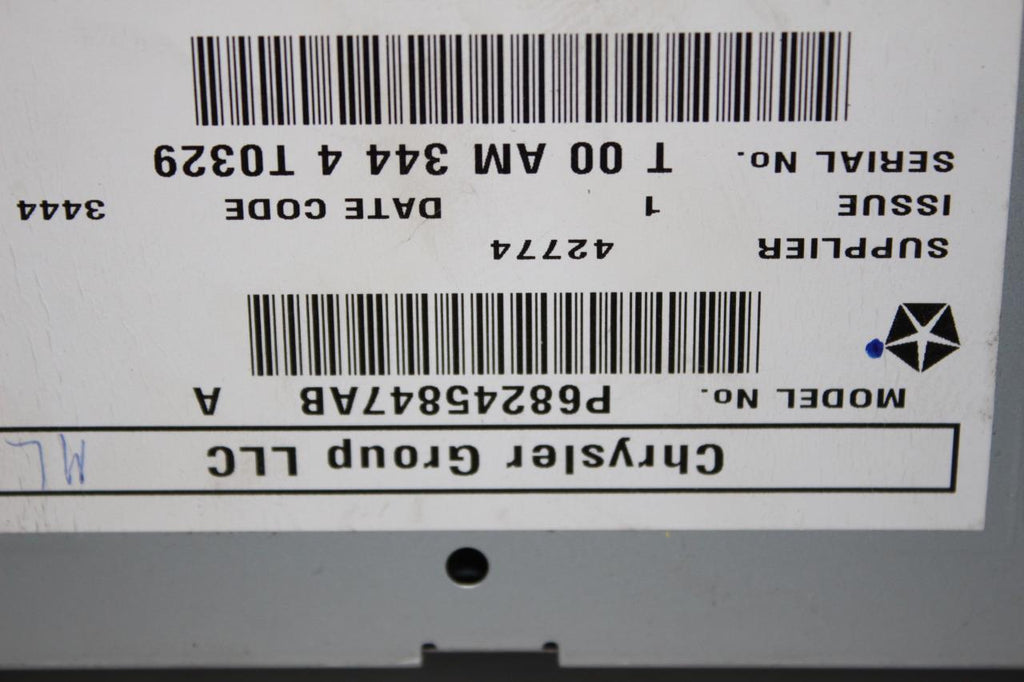 Chrysler Group LLC ML
MODEL No. P68245847AB A
SUPPLIER 42774
ISSUE 1 DATE CODE 3444
SERIAL No. T 00 AM 344 4 T0329